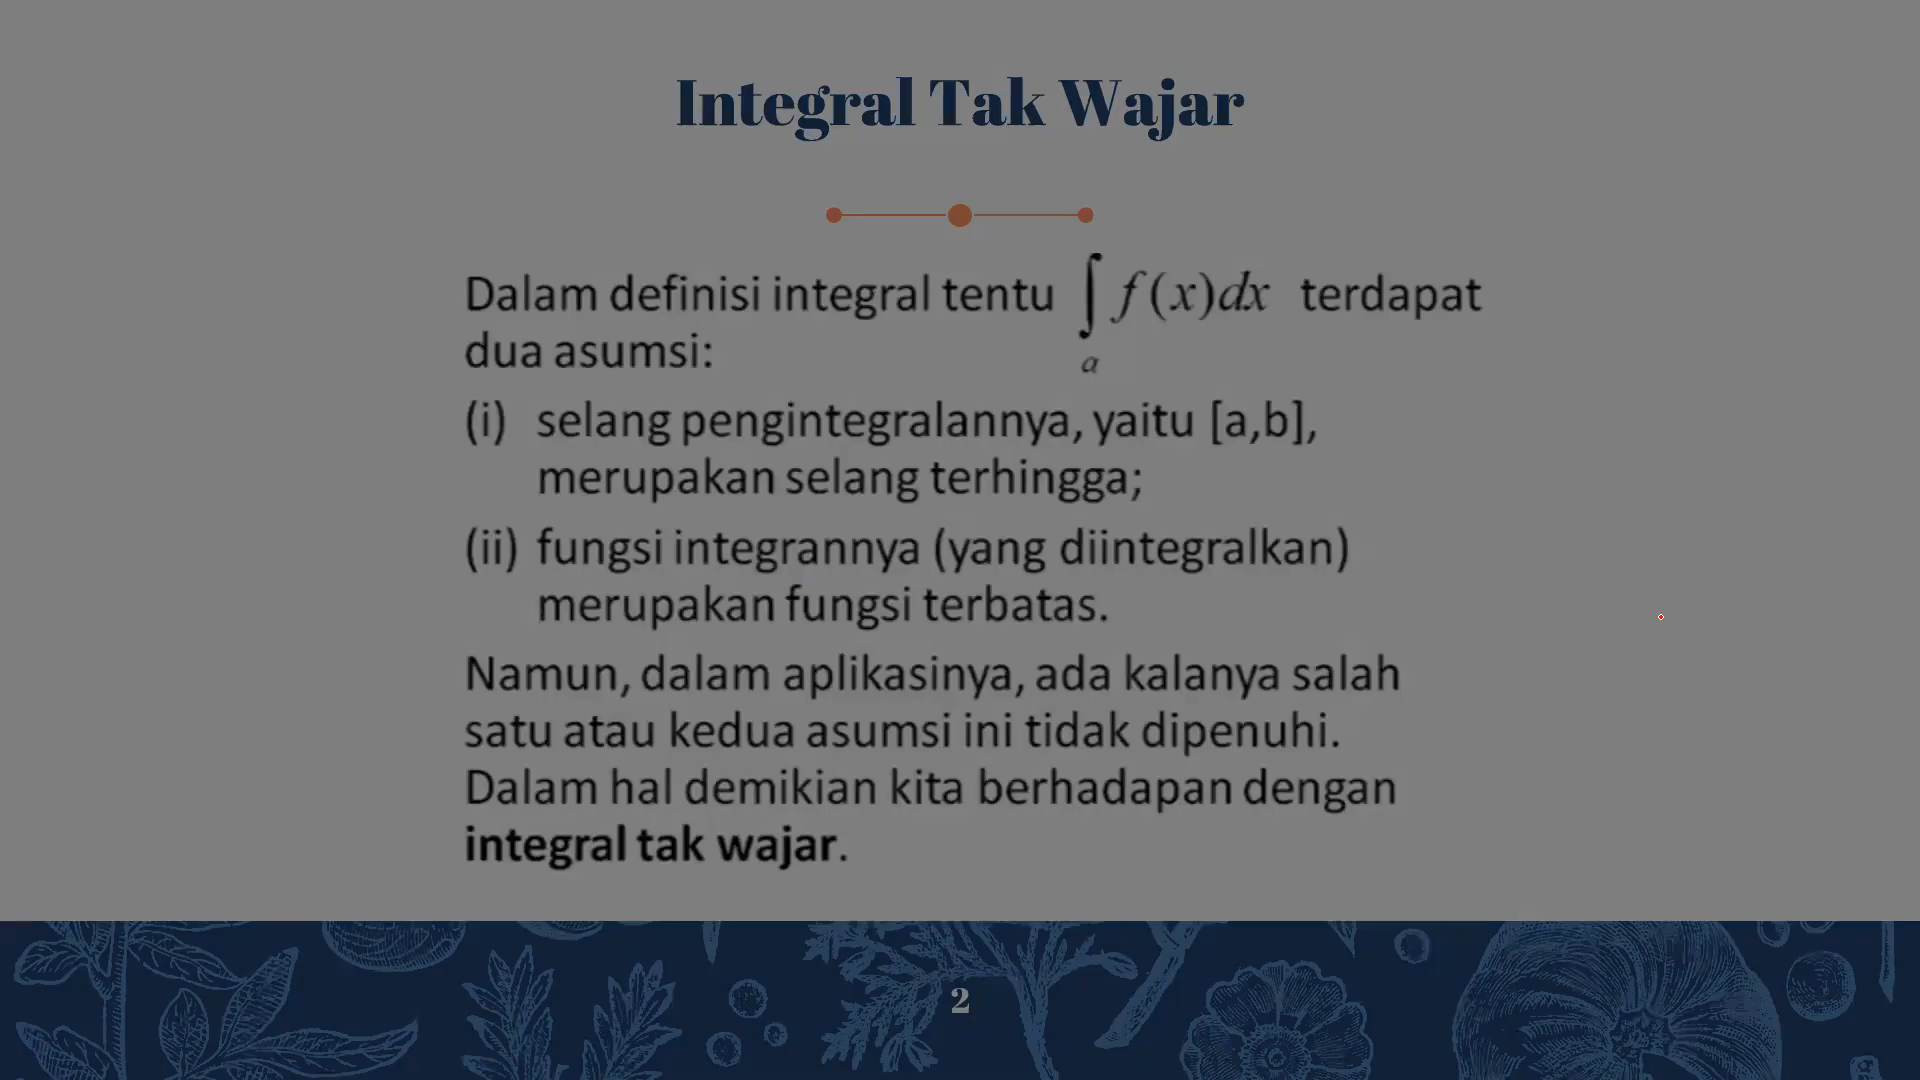 Integral Tak Wajar
Dalam definisi integral tentu ∫ f(x)dx terdapat
a
dua asumsi:
(i) selang pengintegralannya, yaitu [a,b],
merupakan selang terhingga;
(ii) fungsi integrannya (yang diintegralkan)
merupakan fungsi terbatas.
Namun, dalam aplikasinya, ada kalanya salah
satu atau kedua asumsi ini tidak dipenuhi.
Dalam hal demikian kita berhadapan dengan
integral tak wajar.
2